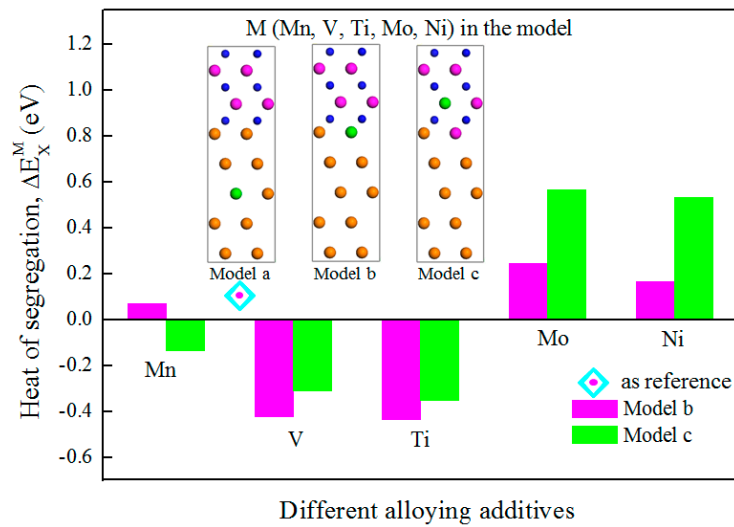 M (Mn, V, Ti, Mo, Ni) in the model
1.2
1.0
0.8
0.6
0.4
0.2
0.0
-0.2
-0.4
-0.6
Heat of segregation, ΔE_X^M (eV)
Model a
Model b
Model c
Mn
V
Ti
Mo
Ni
as reference
Model b
Model c
Different alloying additives